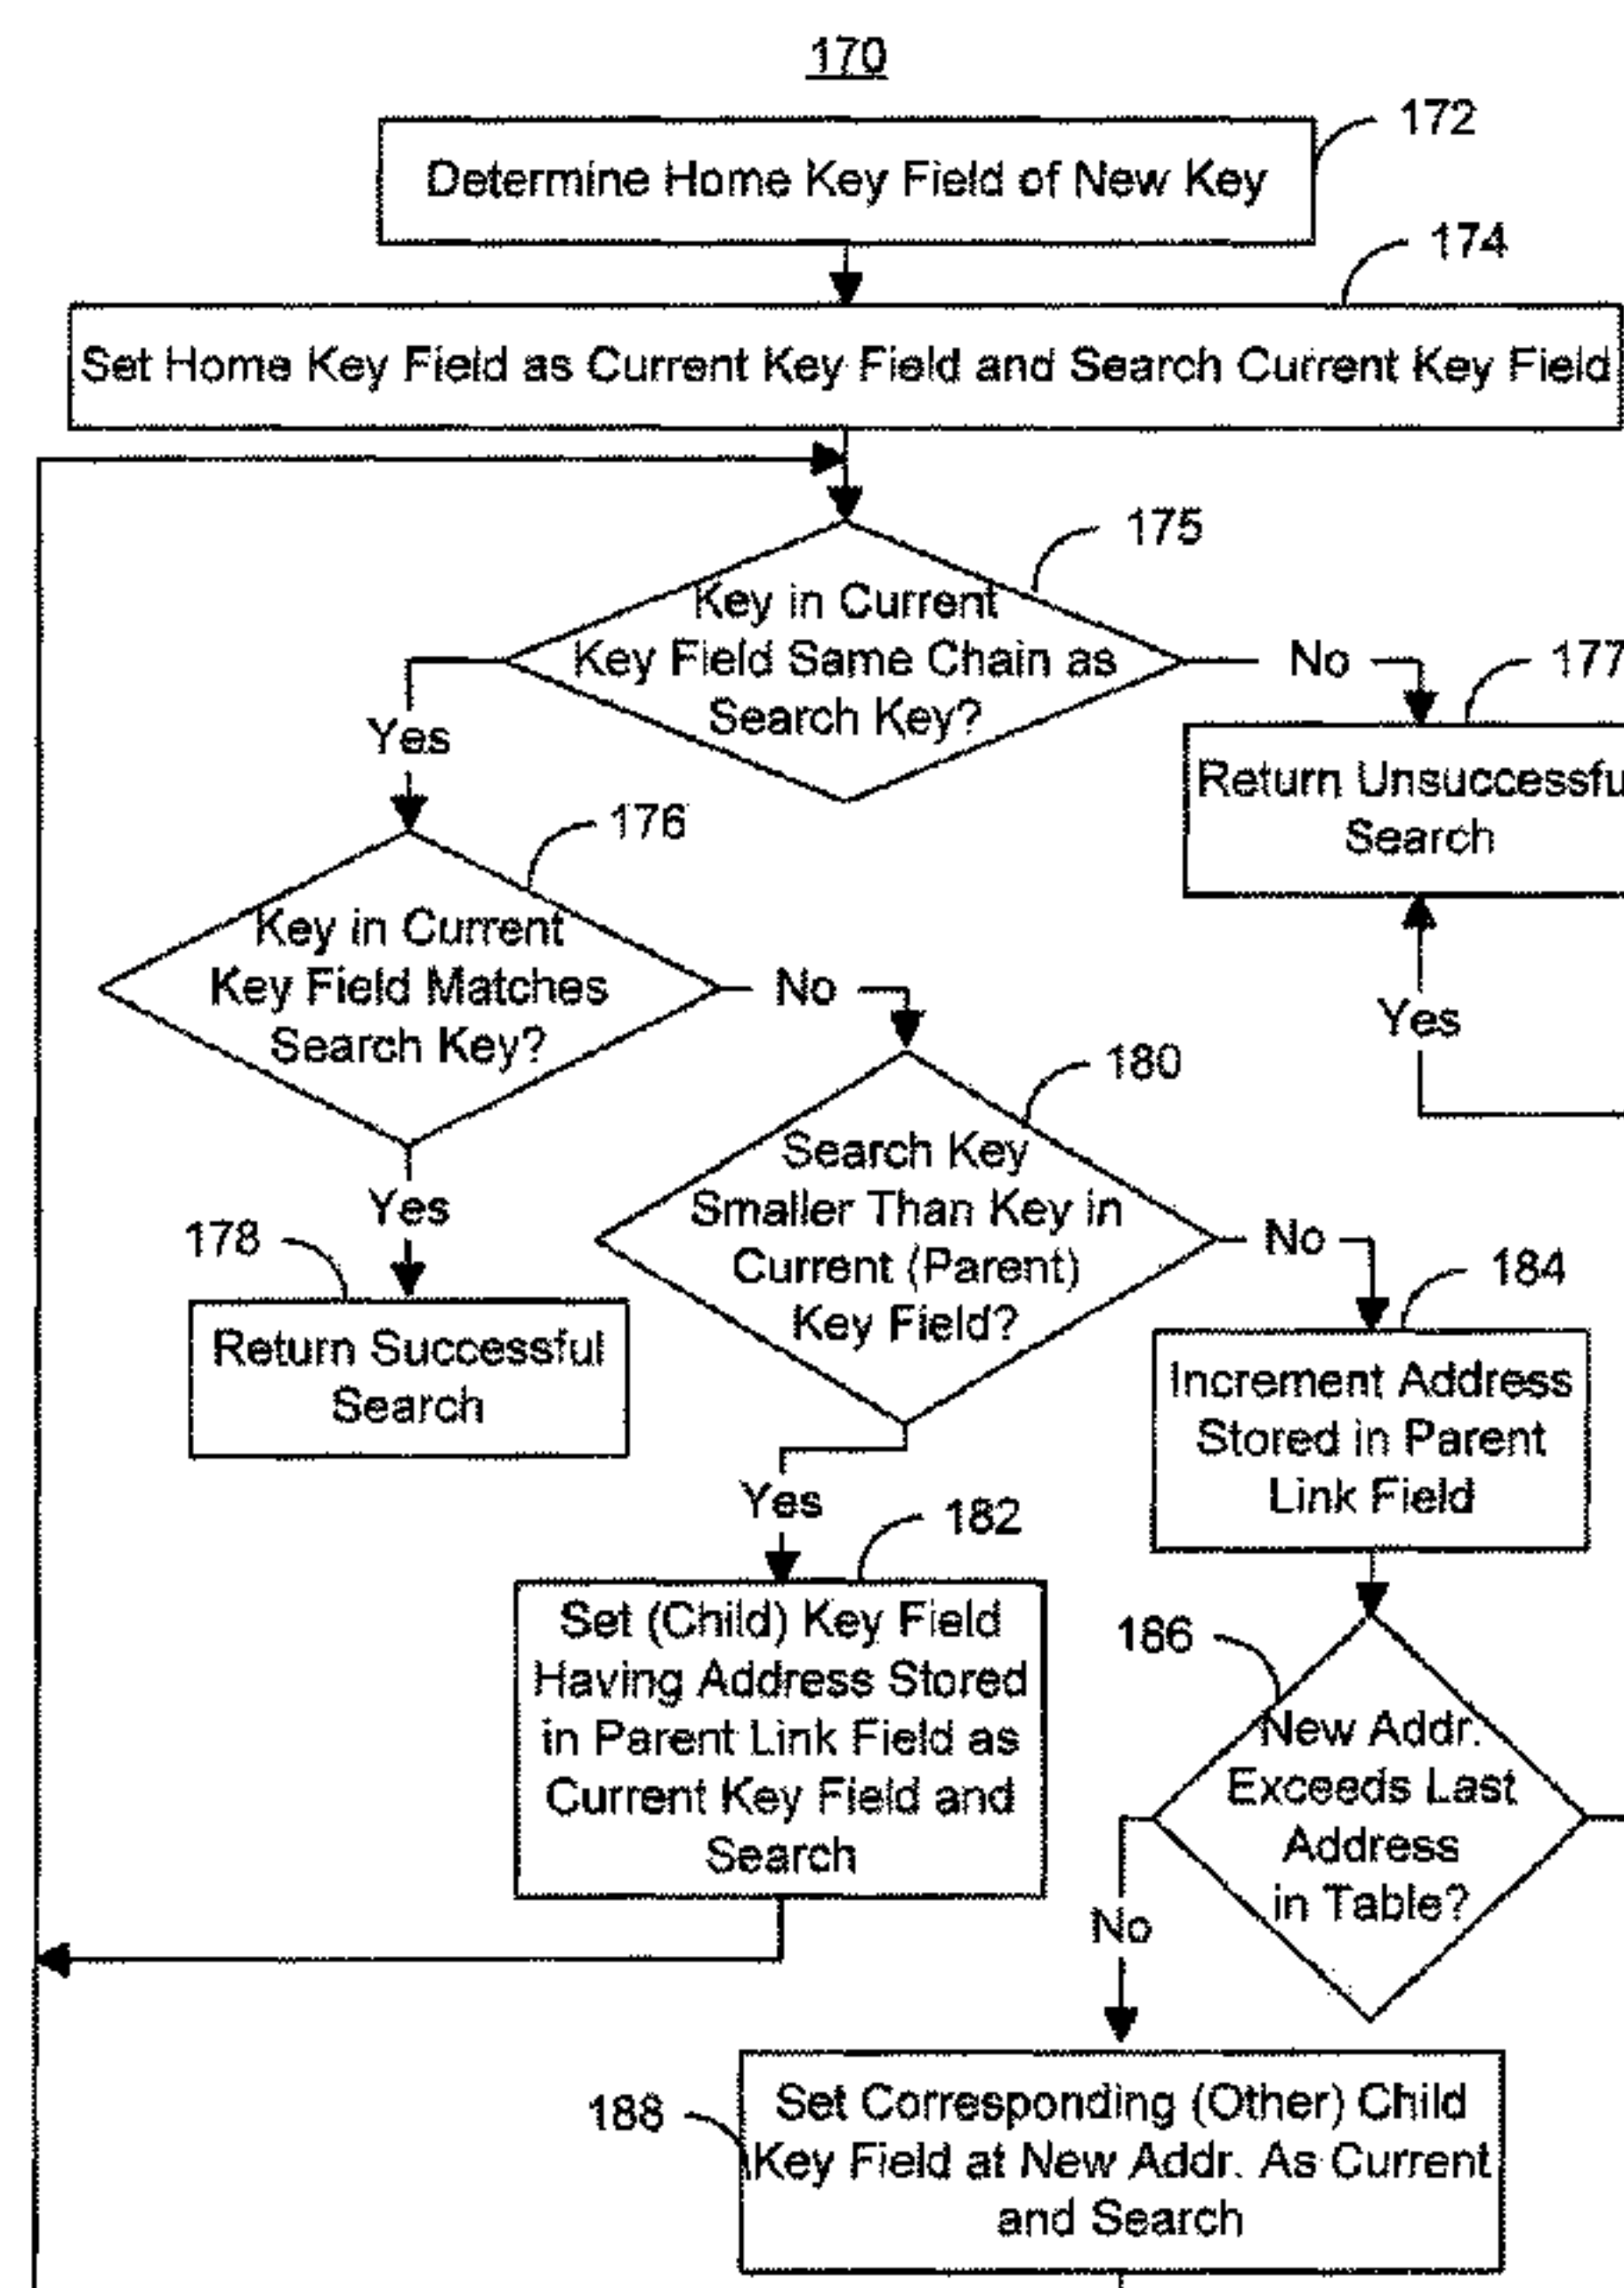 170
172
Determine Home Key Field of New Key
174
Set Home Key Field as Current Key Field and Search Current Key Field
175
Key in Current
Key Field Same Chain as
Search Key?
Yes
No
177
Return Unsuccessfu
Search
176
Key in Current
Key Field Matches
Search Key?
No
Yes
180
Search Key
Smaller Than Key in
Current (Parent)
Key Field?
Yes
178
Return Successful
Search
No
184
Increment Address
Stored in Parent
Link Field
Yes
182
Set (Child) Key Field
Having Address Stored
in Parent Link Field as
Current Key Field and
Search
186
New Addr.
Exceeds Last
Address
in Table?
No
188
Set Corresponding (Other) Child
Key Field at New Addr. As Current
and Search